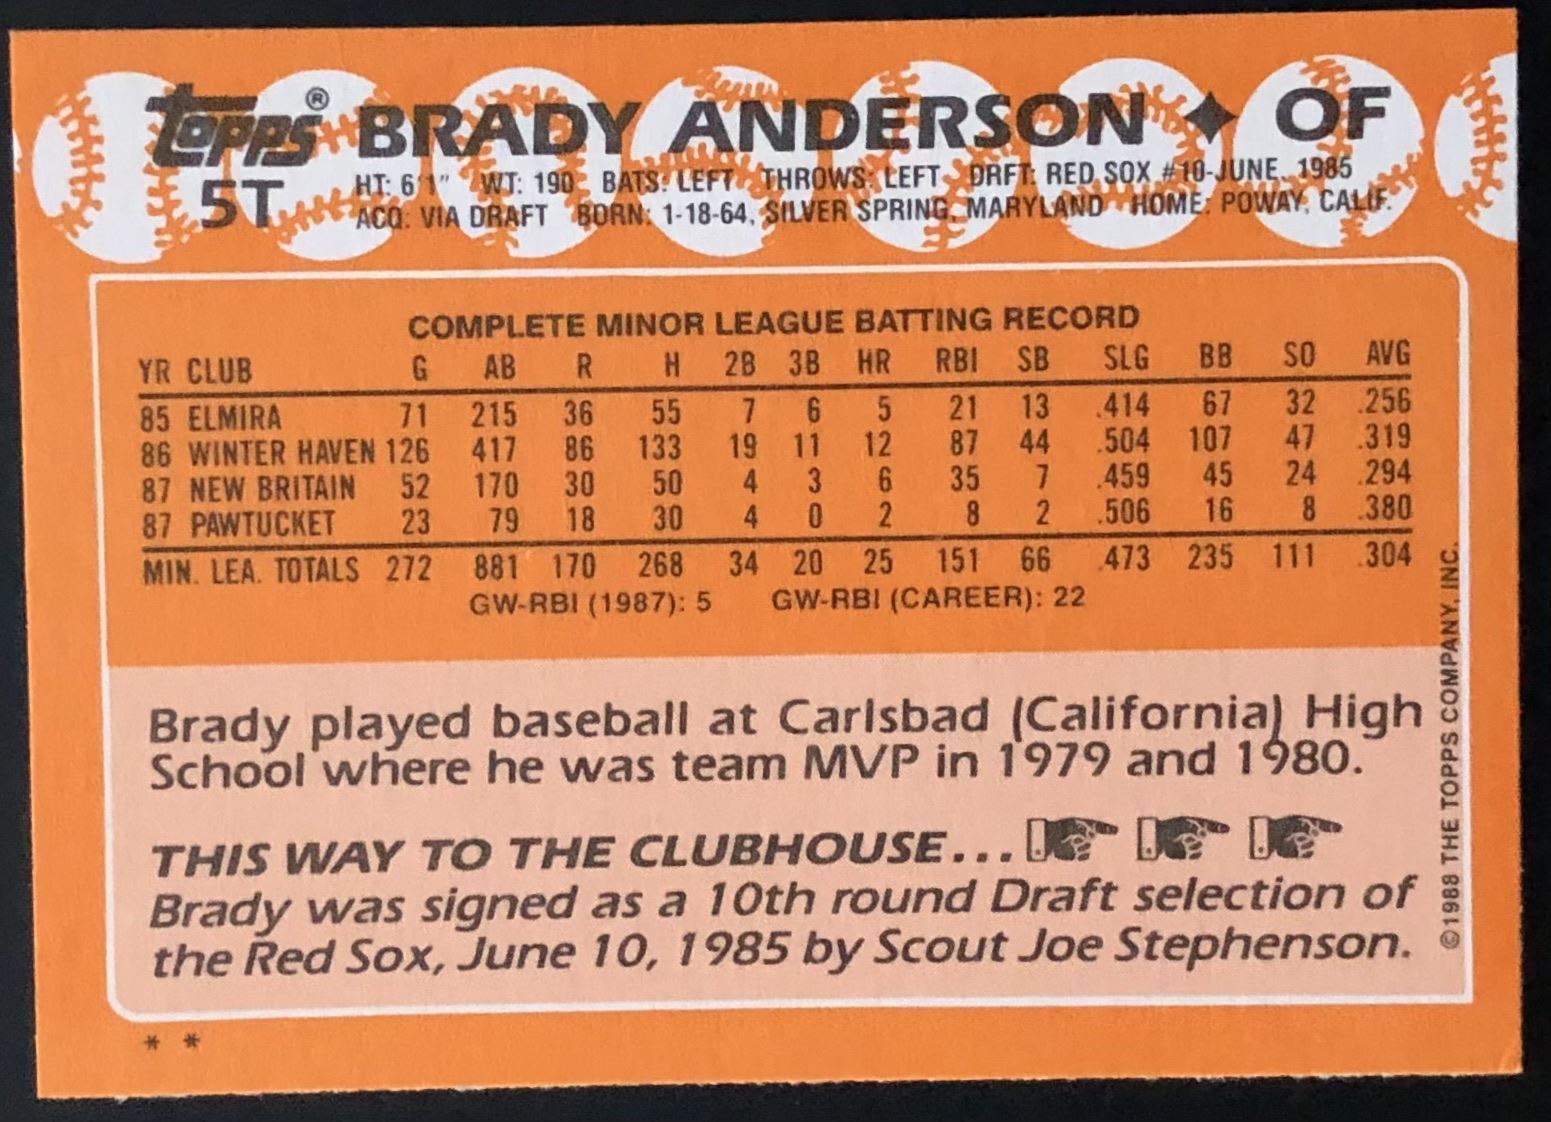 topps® BRADY ANDERSON ♦ OF
5T HT: 6'1" WT: 190 BATS: LEFT THROWS: LEFT DRFT: RED SOX #10-JUNE, 1985
ACQ: VIA DRAFT BORN: 1-18-64, SILVER SPRING, MARYLAND HOME: POWAY, CALIF.
COMPLETE MINOR LEAGUE BATTING RECORD
YR CLUB G AB R H 2B 3B HR RBI SB SLG BB SO AVG
85 ELMIRA 71 215 36 55 7 6 5 21 13 .414 67 32 .256
86 WINTER HAVEN 126 417 86 133 19 11 12 87 44 .504 107 47 .319
87 NEW BRITAIN 52 170 30 50 4 3 6 35 7 .459 45 24 .294
87 PAWTUCKET 23 79 18 30 4 0 2 8 2 .506 16 8 .380
MIN. LEA. TOTALS 272 881 170 268 34 20 25 151 66 .473 235 111 .304
GW-RBI (1987): 5 GW-RBI (CAREER): 22
Brady played baseball at Carlsbad (California) High
School where he was team MVP in 1979 and 1980.
THIS WAY TO THE CLUBHOUSE...
Brady was signed as a 10th round Draft selection of
the Red Sox, June 10, 1985 by Scout Joe Stephenson.
©1988 THE TOPPS COMPANY, INC.
* *